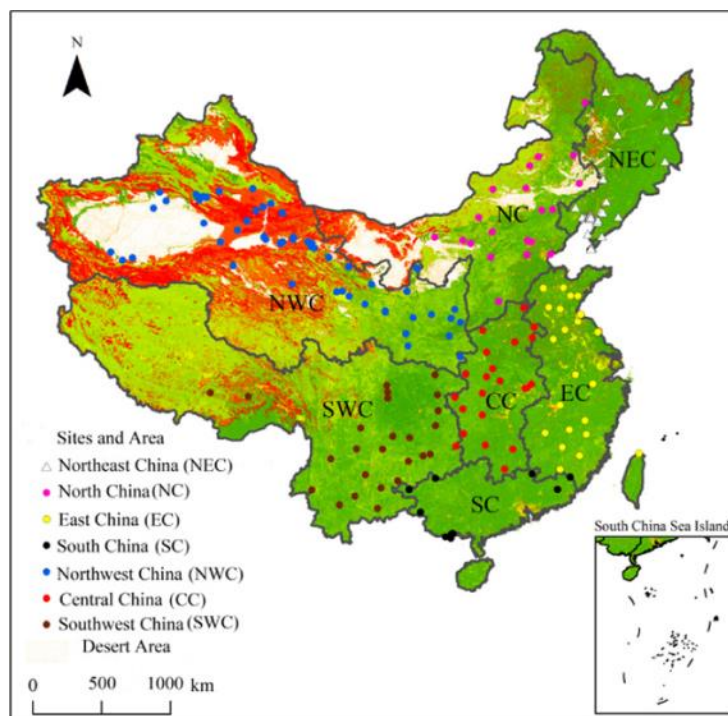 N
NEC
NC
NWC
SWC
CC
EC
SC
Sites and Area
Northeast China (NEC)
North China (NC)
East China (EC)
South China (SC)
Northwest China (NWC)
Central China (CC)
Southwest China (SWC)
Desert Area
0 500 1000 km
South China Sea Island